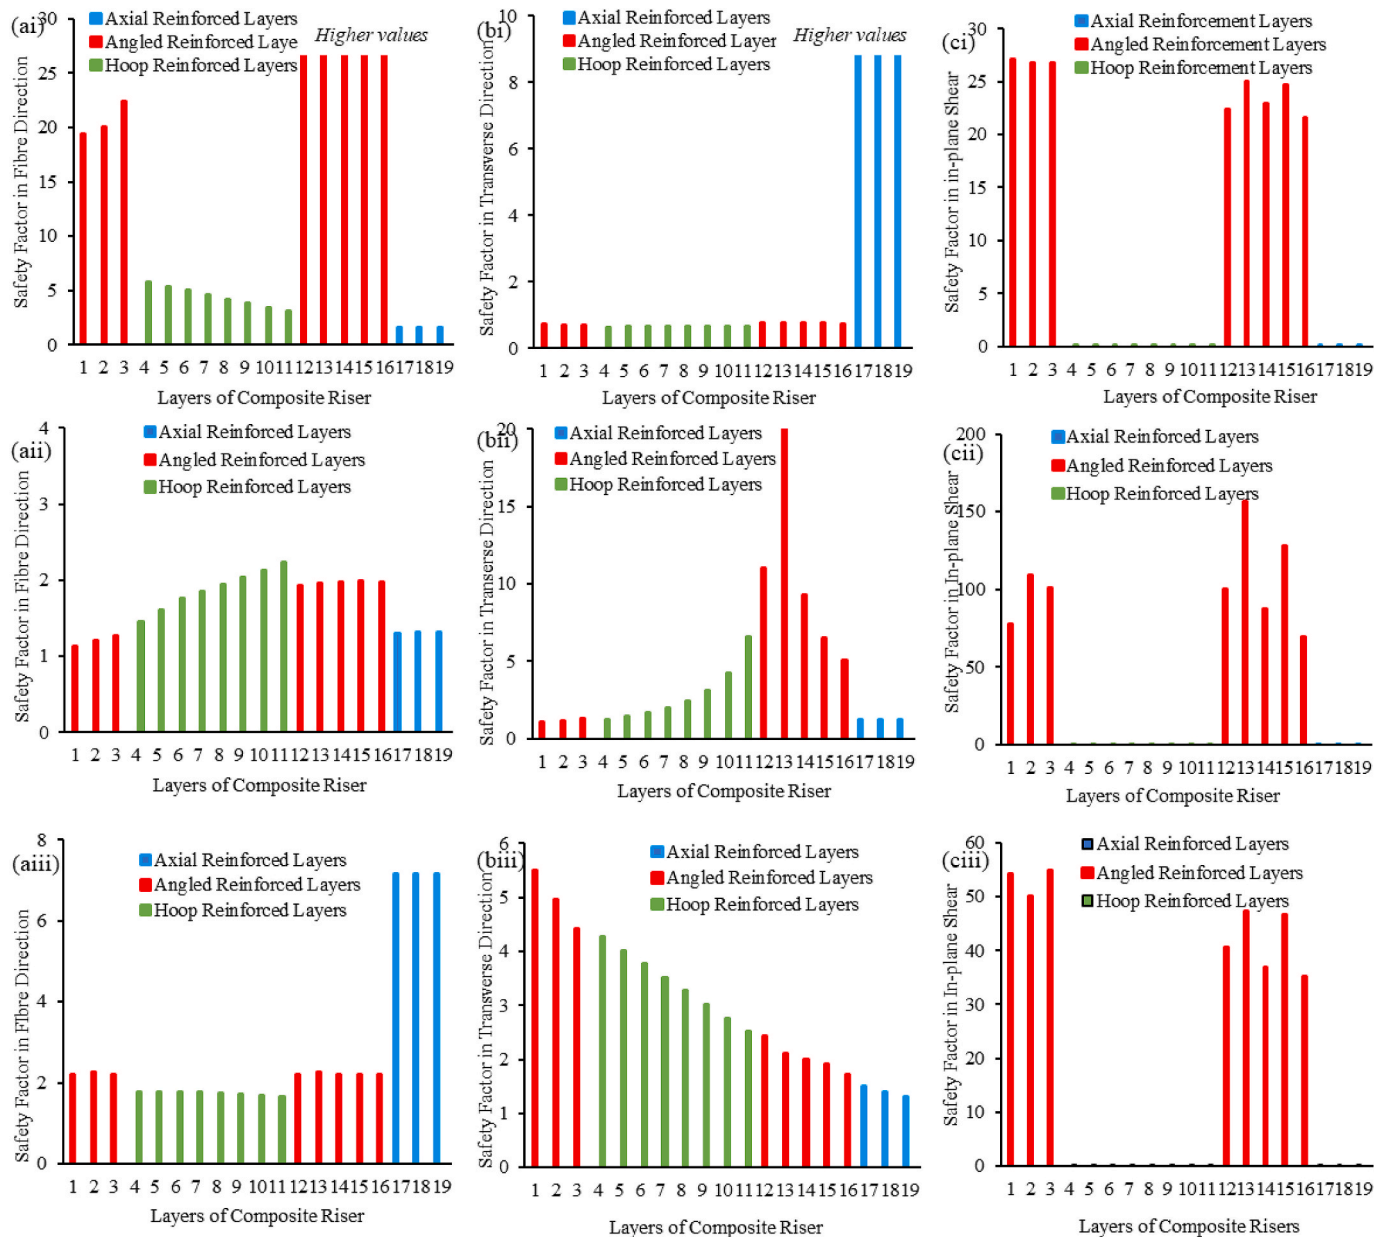 (ai)
Axial Reinforced Layers
Angled Reinforced Laye
Hoop Reinforced Layers
Higher values
Safety Factor in Fibre Direction
30
25
20
15
10
5
0
1 2 3 4 5 6 7 8 9 10 11 12 13 14 15 16 17 18 19
Layers of Composite Riser
(bi)
Axial Reinforced Layers
Angled Reinforced Layer
Hoop Reinforced Layers
Higher values
Safety Factor in Transverse Direction
10
8
6
4
2
0
1 2 3 4 5 6 7 8 9 10 11 12 13 14 15 16 17 18 19
Layers of Composite Riser
(ci)
Axial Reinforcement Layers
Angled Reinforcement Layers
Hoop Reinforcement Layers
Safety Factor in in-plane Shear
30
25
20
15
10
5
0
1 2 3 4 5 6 7 8 9 10 11 12 13 14 15 16 17 18 19
Layers of Composite Riser
(aii)
Axial Reinforced Layers
Angled Reinforced Layers
Hoop Reinforced Layers
Safety Factor in Fibre Direction
4
3
2
1
0
1 2 3 4 5 6 7 8 9 10 11 12 13 14 15 16 17 18 19
Layers of Composite Riser
(bii)
Axial Reinforced Layers
Angled Reinforced Layers
Hoop Reinforced Layers
Safety Factor in Transerse Direction
20
15
10
5
0
1 2 3 4 5 6 7 8 9 10 11 12 13 14 15 16 17 18 19
Layers of Composite Riser
(cii)
Axial Reinforced Layers
Angled Reinforced Layers
Hoop Reinforced Layers
Safety Factor in In-plane Shear
200
150
100
50
0
1 2 3 4 5 6 7 8 9 10 11 12 13 14 15 16 17 18 19
Layers of Composite Riser
(aiii)
Axial Reinforced Layers
Angled Reinforced Layers
Hoop Reinforced Layers
Safety Factor in FIbre Direction
8
6
4
2
0
1 2 3 4 5 6 7 8 9 10 11 12 13 14 15 16 17 18 19
Layers of Composite Riser
(biii)
Axial Reinforced Layers
Angled Reinforced Layers
Hoop Reinforced Layers
Safety Factor in Transverse Direction
6
5
4
3
2
1
0
1 2 3 4 5 6 7 8 9 10 11 12 13 14 15 16 17 18 19
Layers of Composite Riser
(ciii)
Axial Reinforced Layers
Angled Reinforced Layers
Hoop Reinforced Layers
Safety Factor in In-plane Shear
60
50
40
30
20
10
0
1 2 3 4 5 6 7 8 9 10 11 12 13 14 15 16 17 18 19
Layers of Composite Risers